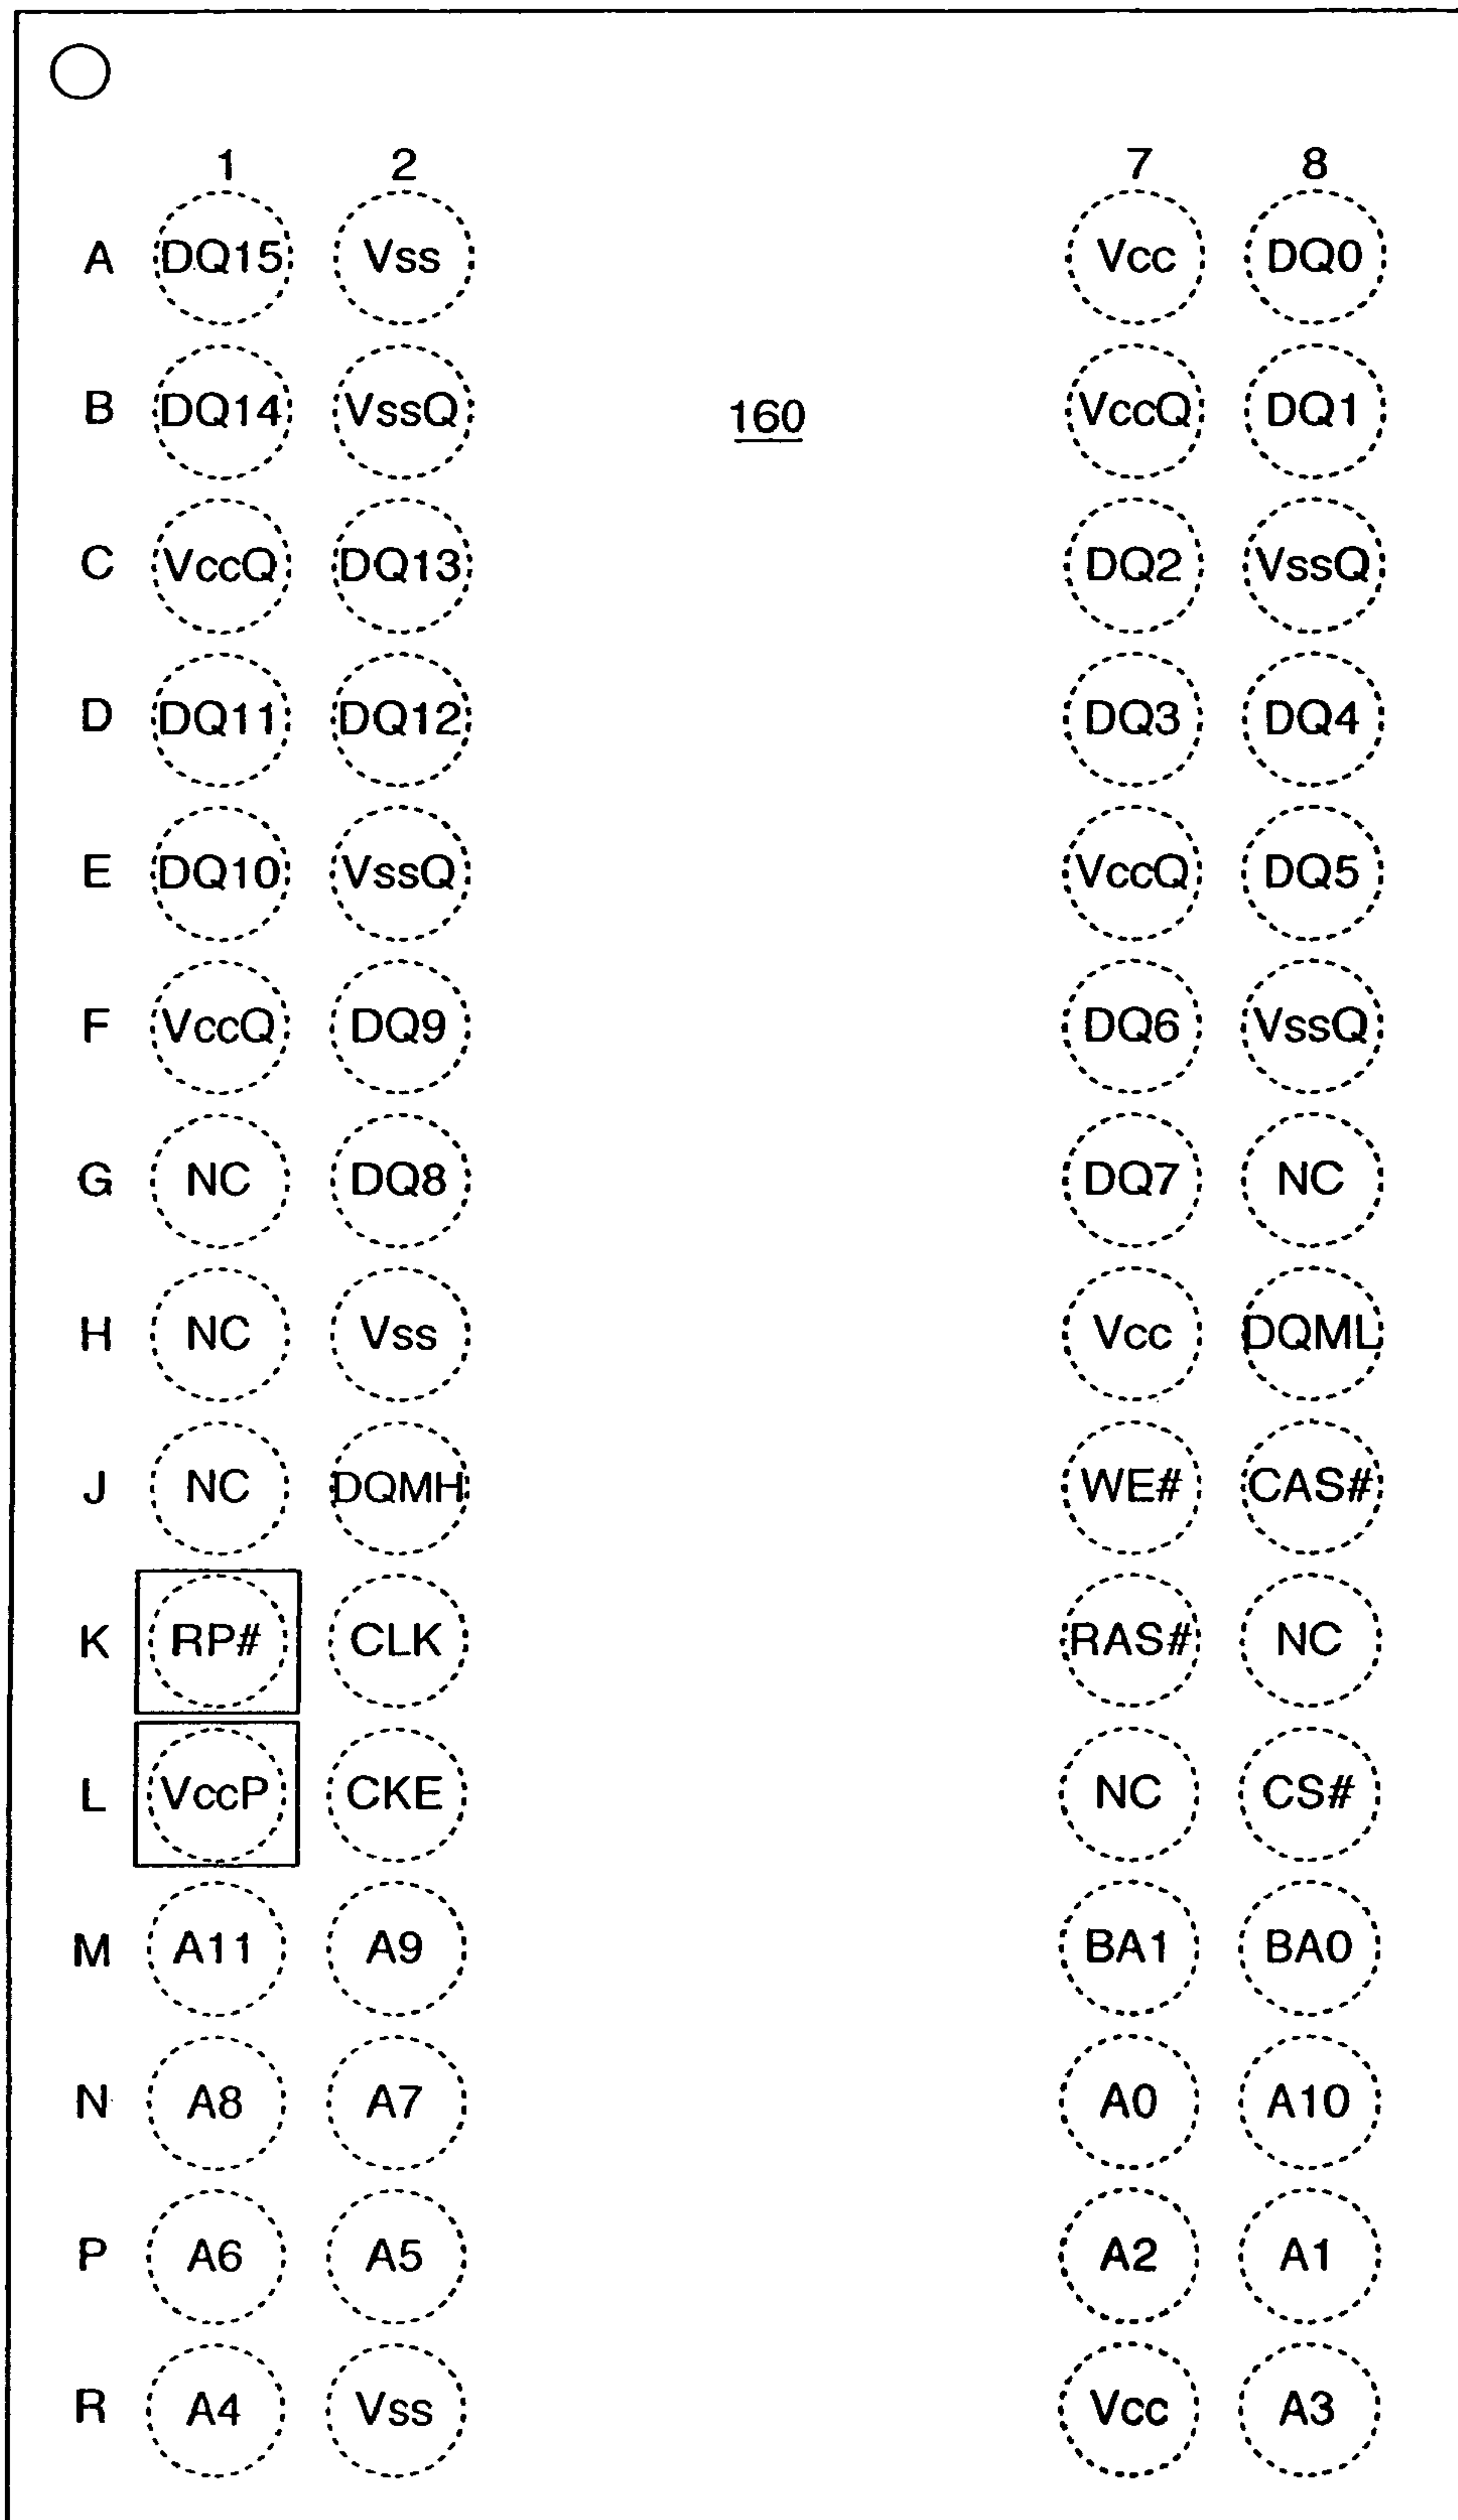 1 2 7 8
A DQ15 Vss Vcc DQ0
B DQ14 VssQ 160 VccQ DQ1
C VccQ DQ13 DQ2 VssQ
D DQ11 DQ12 DQ3 DQ4
E DQ10 VssQ VccQ DQ5
F VccQ DQ9 DQ6 VssQ
G NC DQ8 DQ7 NC
H NC Vss Vcc DQML
J NC DQMH WE# CAS#
K RP# CLK RAS# NC
L VccP CKE NC CS#
M A11 A9 BA1 BA0
N A8 A7 A0 A10
P A6 A5 A2 A1
R A4 Vss Vcc A3